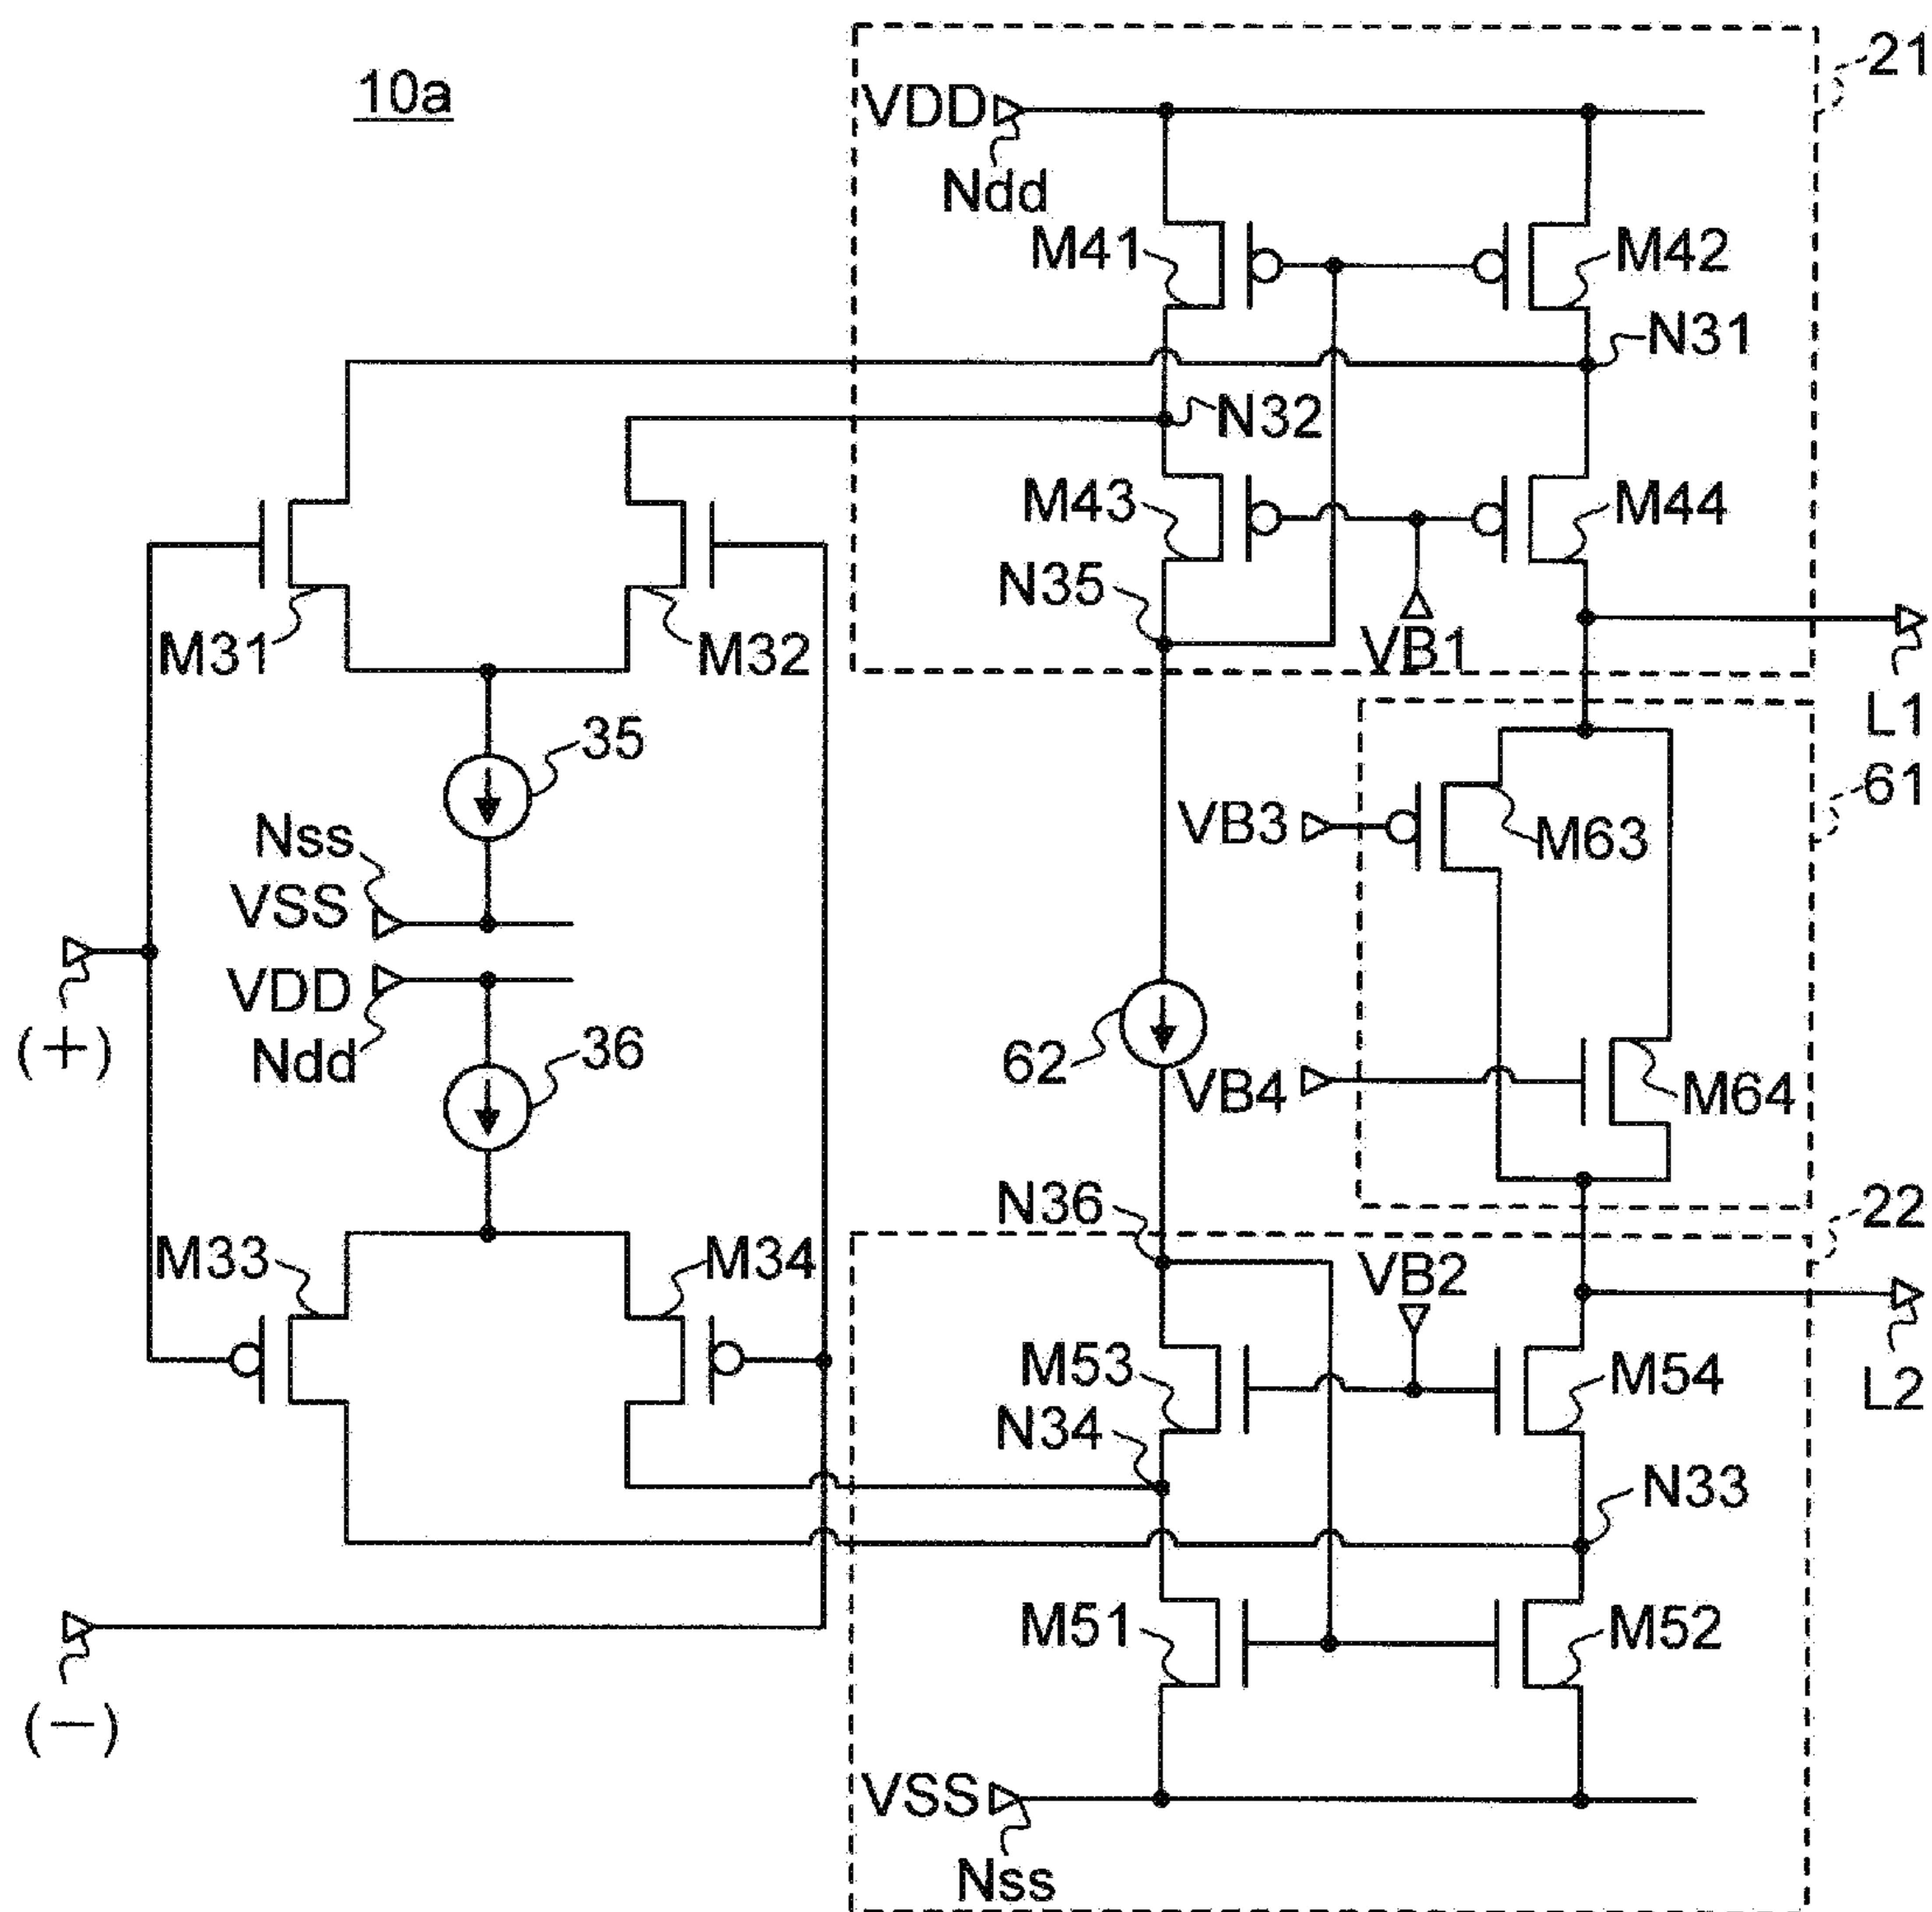 10a
21
VDD
Ndd
M41
M42
N31
N32
M43
M44
N35
VB1
M31
M32
L1
35
61
Nss
VSS
VB3
M63
VDD
Ndd
(+)
36
62
VB4
M64
N36
22
M33
M34
VB2
M53
M54
L2
N34
N33
M51
M52
(−)
VSS
Nss